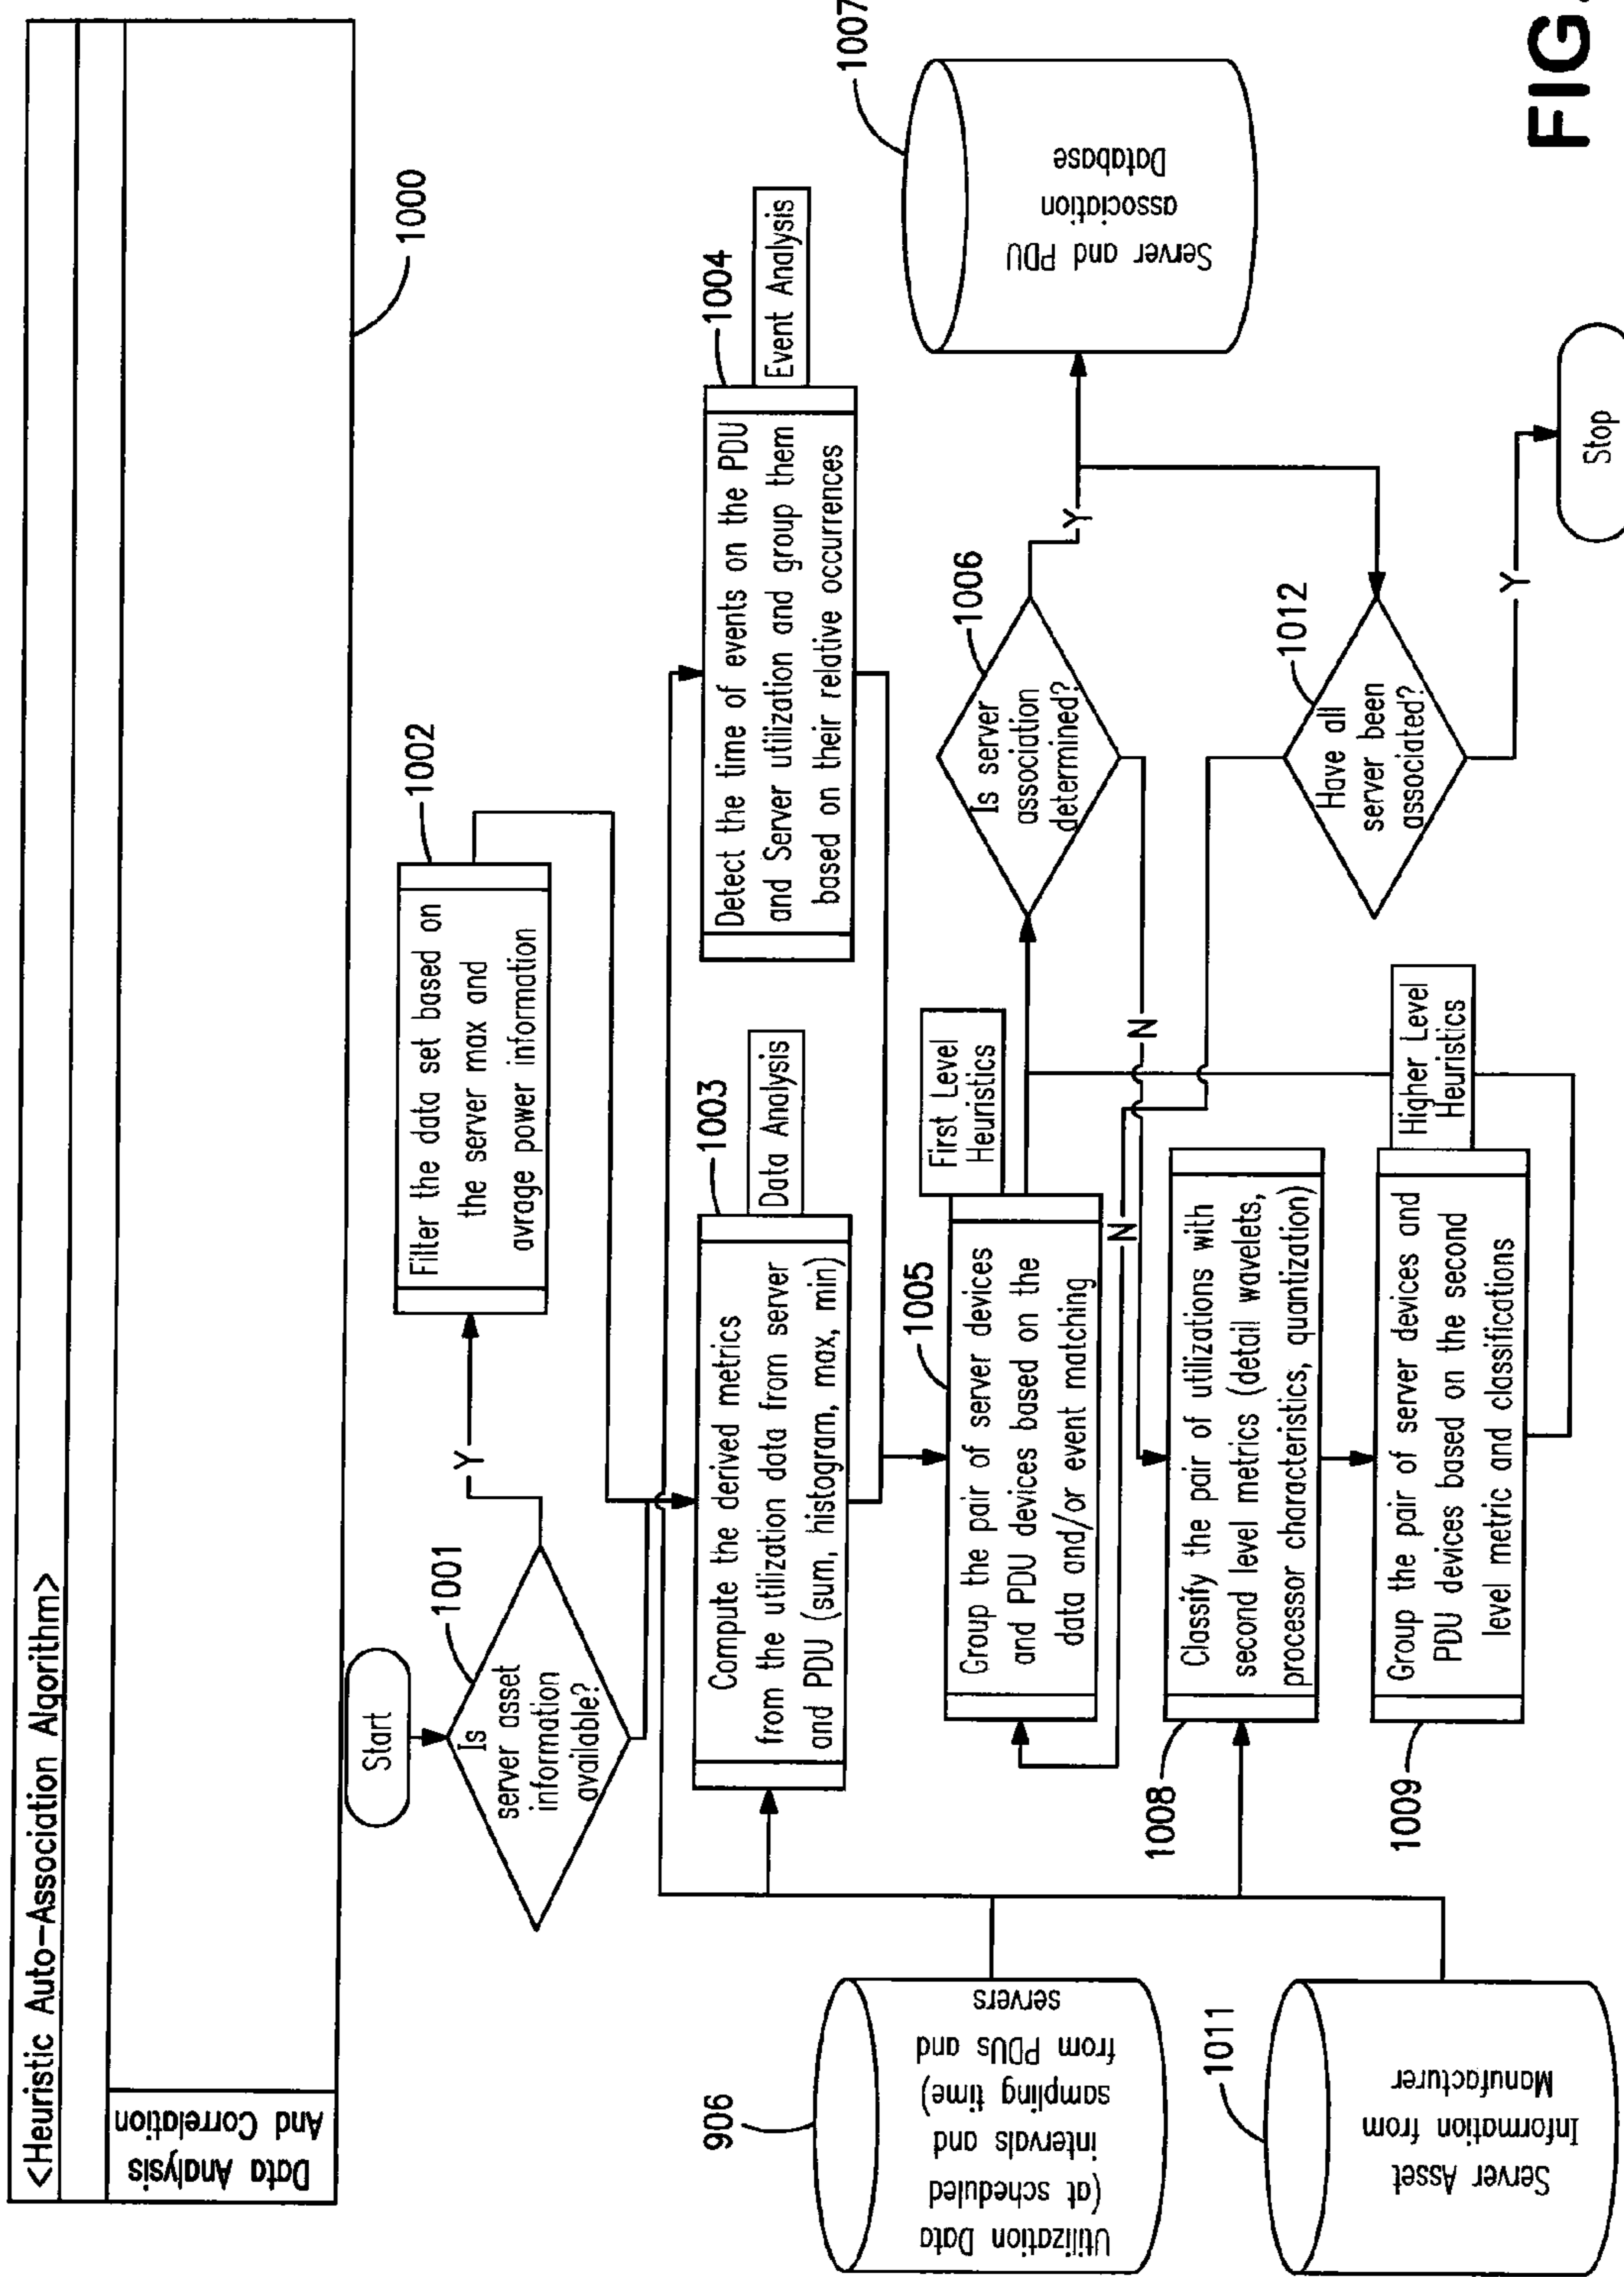 <Heuristic Auto-Association Algorithm>
Data Analysis
And Correlation
1000
Start
1001
Is
server asset
information
available?
Y
1002
Filter the data set based on
the server max and
avrage power information
1003
Compute the derived metrics
from the utilization data from server
and PDU (sum, histogram, max, min)
Data Analysis
1004
Detect the time of events on the PDU
and Server utilization and group them
based on their relative occurrences
Event Analysis
906
Utilization Data
(at scheduled
intervals and
sampling time)
from PDUs and
servers
1005
Group the pair of server devices
and PDU devices based on the
data and/or event matching
First Level
Heuristics
1006
Is server
association
determined?
Y
N
1007
Server and PDU
association
Database
1011
Server Asset
Information from
Manufacturer
1008
Classify the pair of utilizations with
second level metrics (detail wavelets,
processor characteristics, quantization)
N
1009
Group the pair of server devices and
PDU devices based on the second
level metric and classifications
Higher Level
Heuristics
1012
Have all
server been
associated?
Y
Stop
FIG.